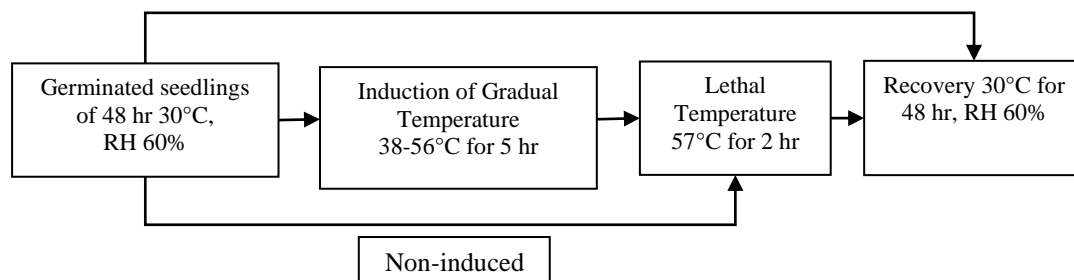 Germinated seedlings
of 48 hr 30°C,
RH 60%
Induction of Gradual
Temperature
38-56°C for 5 hr
Lethal
Temperature
57°C for 2 hr
Recovery 30°C for
48 hr, RH 60%
Non-induced